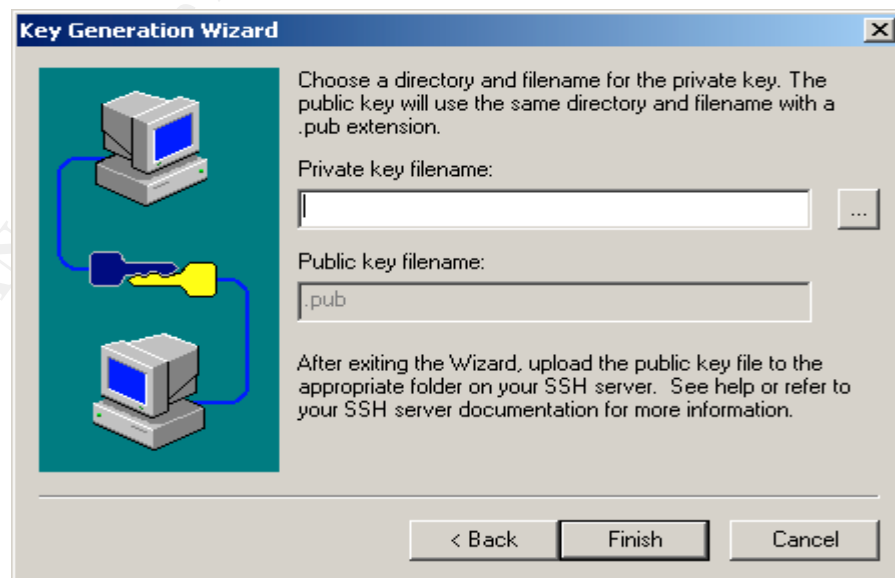 Key Generation Wizard
Choose a directory and filename for the private key. The
public key will use the same directory and filename with a
.pub extension.
Private key filename:
...
Public key filename:
.pub
After exiting the Wizard, upload the public key file to the
appropriate folder on your SSH server. See help or refer to
your SSH server documentation for more information.
< Back
Finish
Cancel